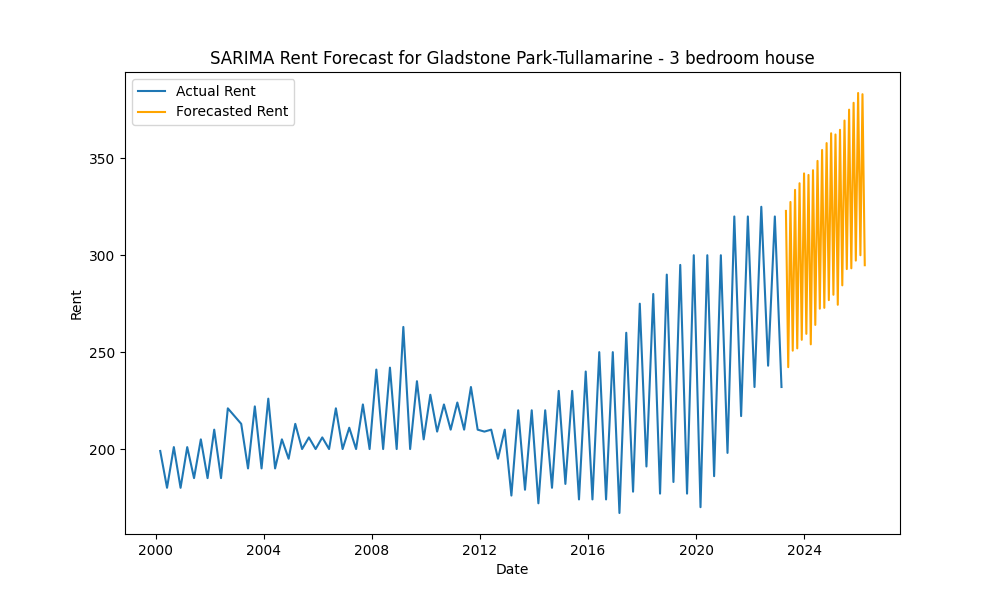 SARIMA Rent Forecast for Gladstone Park-Tullamarine - 3 bedroom house
Actual Rent
Forecasted Rent
350
300
250
200
Rent
2000 2004 2008 2012 2016 2020 2024
Date